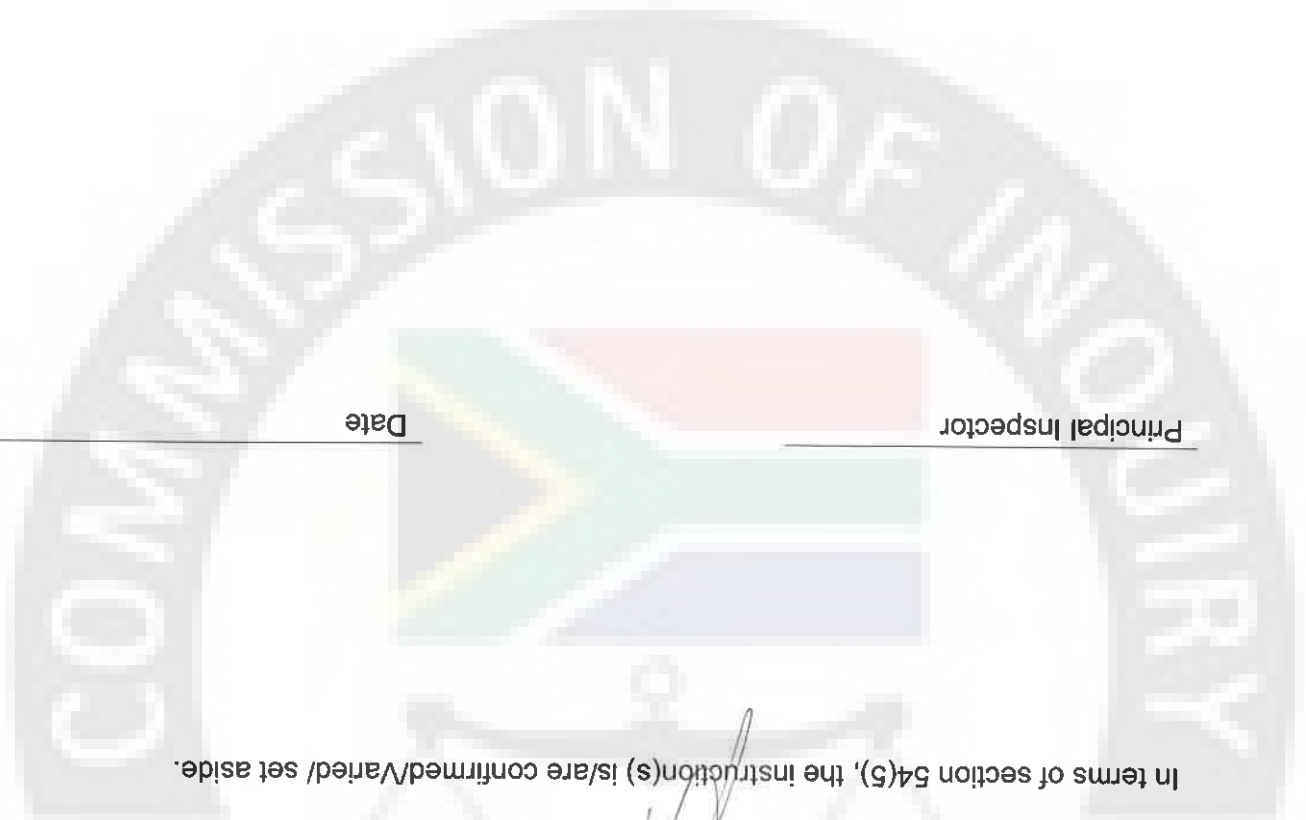 In terms of section 54(5), the instruction(s) is/are confirmed/Varied/ set aside.
Principal Inspector
Date
COMMISSION OF INQUIRY